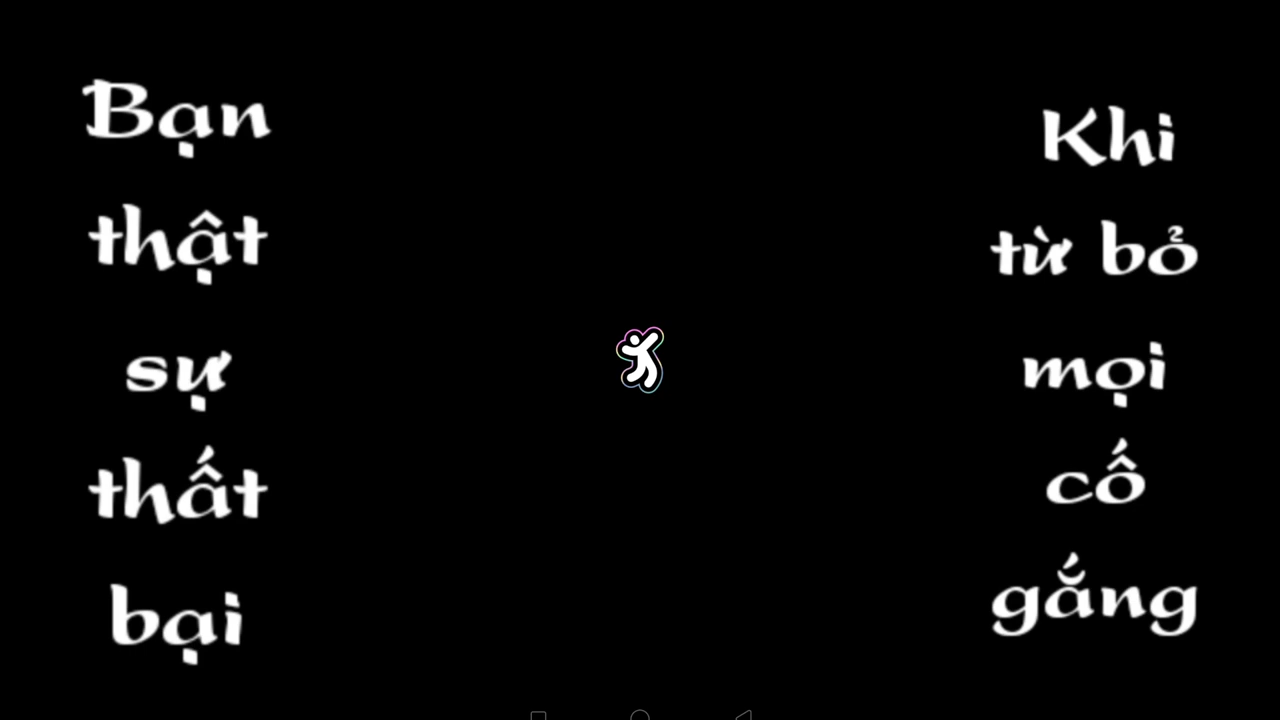 Bạn
thật
sự
thất
bại
Khi
từ bỏ
mọi
cố
gắng